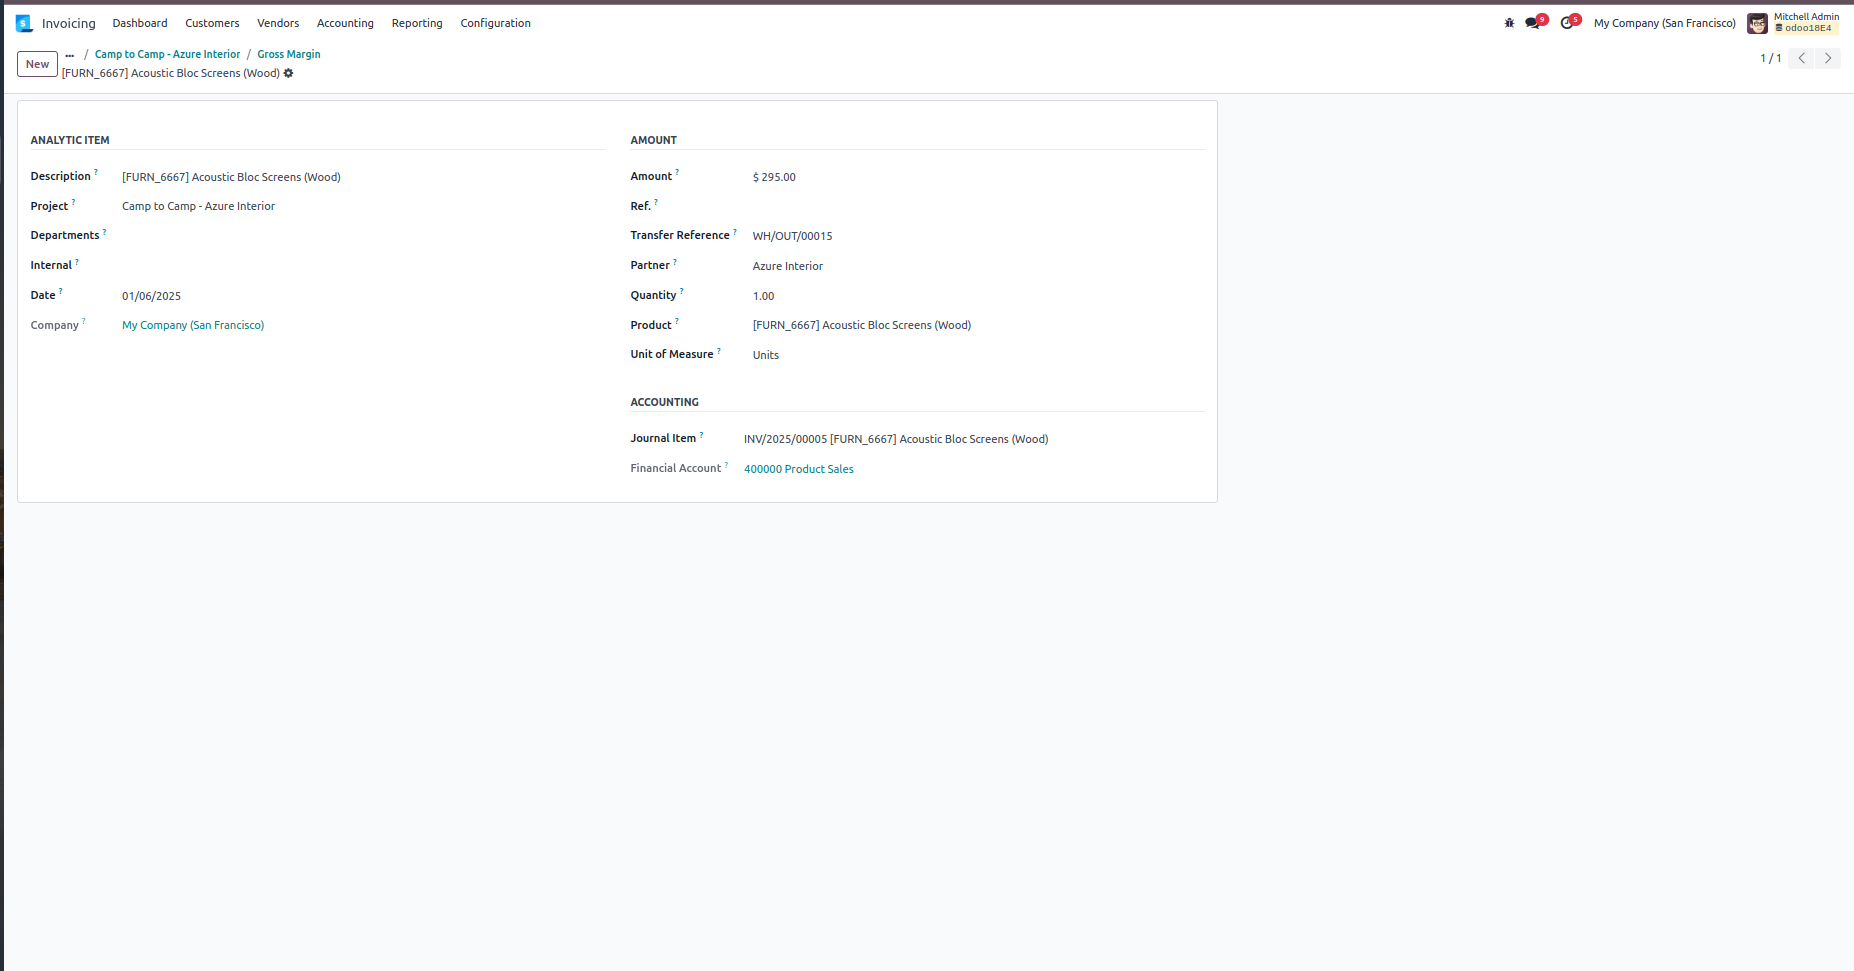 Invoicing Dashboard Customers Vendors Accounting Reporting Configuration 9 5 My Company (San Francisco) Mitchell Admin
odoo18E4
New ... / Camp to Camp - Azure Interior / Gross Margin
[FURN_6667] Acoustic Bloc Screens (Wood)
1 / 1
ANALYTIC ITEM
Description ? [FURN_6667] Acoustic Bloc Screens (Wood)
Project ? Camp to Camp - Azure Interior
Departments ?
Internal ?
Date ? 01/06/2025
Company ? My Company (San Francisco)
AMOUNT
Amount ? $ 295.00
Ref. ?
Transfer Reference ? WH/OUT/00015
Partner ? Azure Interior
Quantity ? 1.00
Product ? [FURN_6667] Acoustic Bloc Screens (Wood)
Unit of Measure ? Units
ACCOUNTING
Journal Item ? INV/2025/00005 [FURN_6667] Acoustic Bloc Screens (Wood)
Financial Account ? 400000 Product Sales